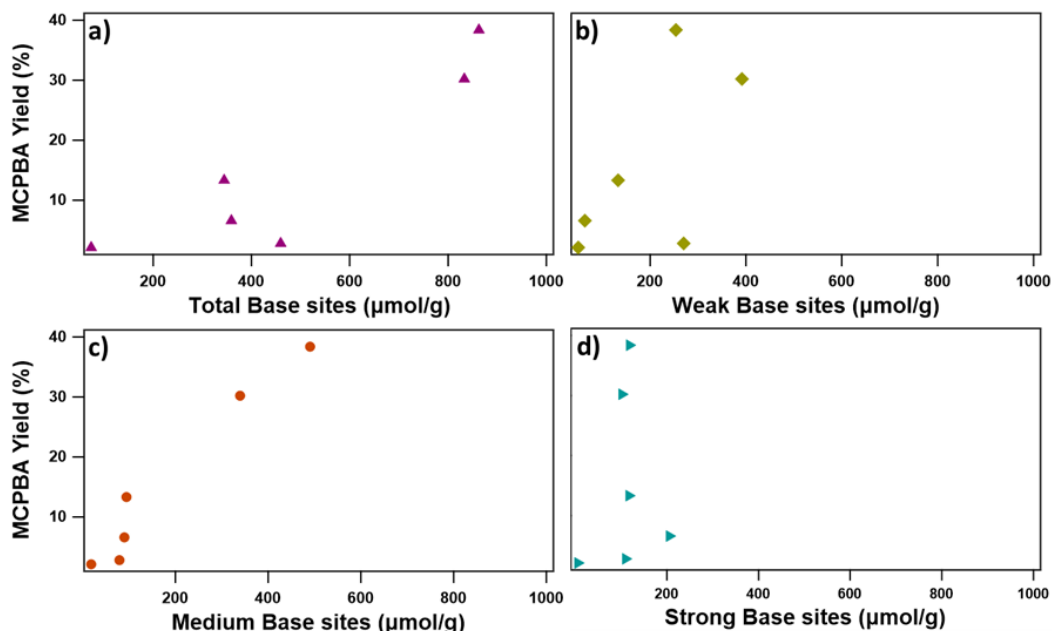 a)
MCPBA Yield (%)
40
30
20
10
200 400 600 800 1000
Total Base sites (μmol/g)
b)
200 400 600 800 1000
Weak Base sites (μmol/g)
c)
MCPBA Yield (%)
40
30
20
10
200 400 600 800 1000
Medium Base sites (μmol/g)
d)
200 400 600 800 1000
Strong Base sites (μmol/g)